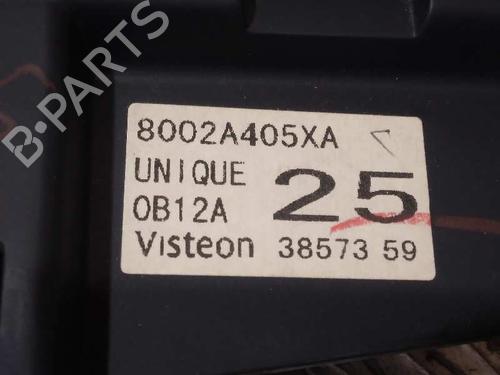 B-PARTS
8002A405XA
UNIQUE 25
0B12A
Visteon 38573 59